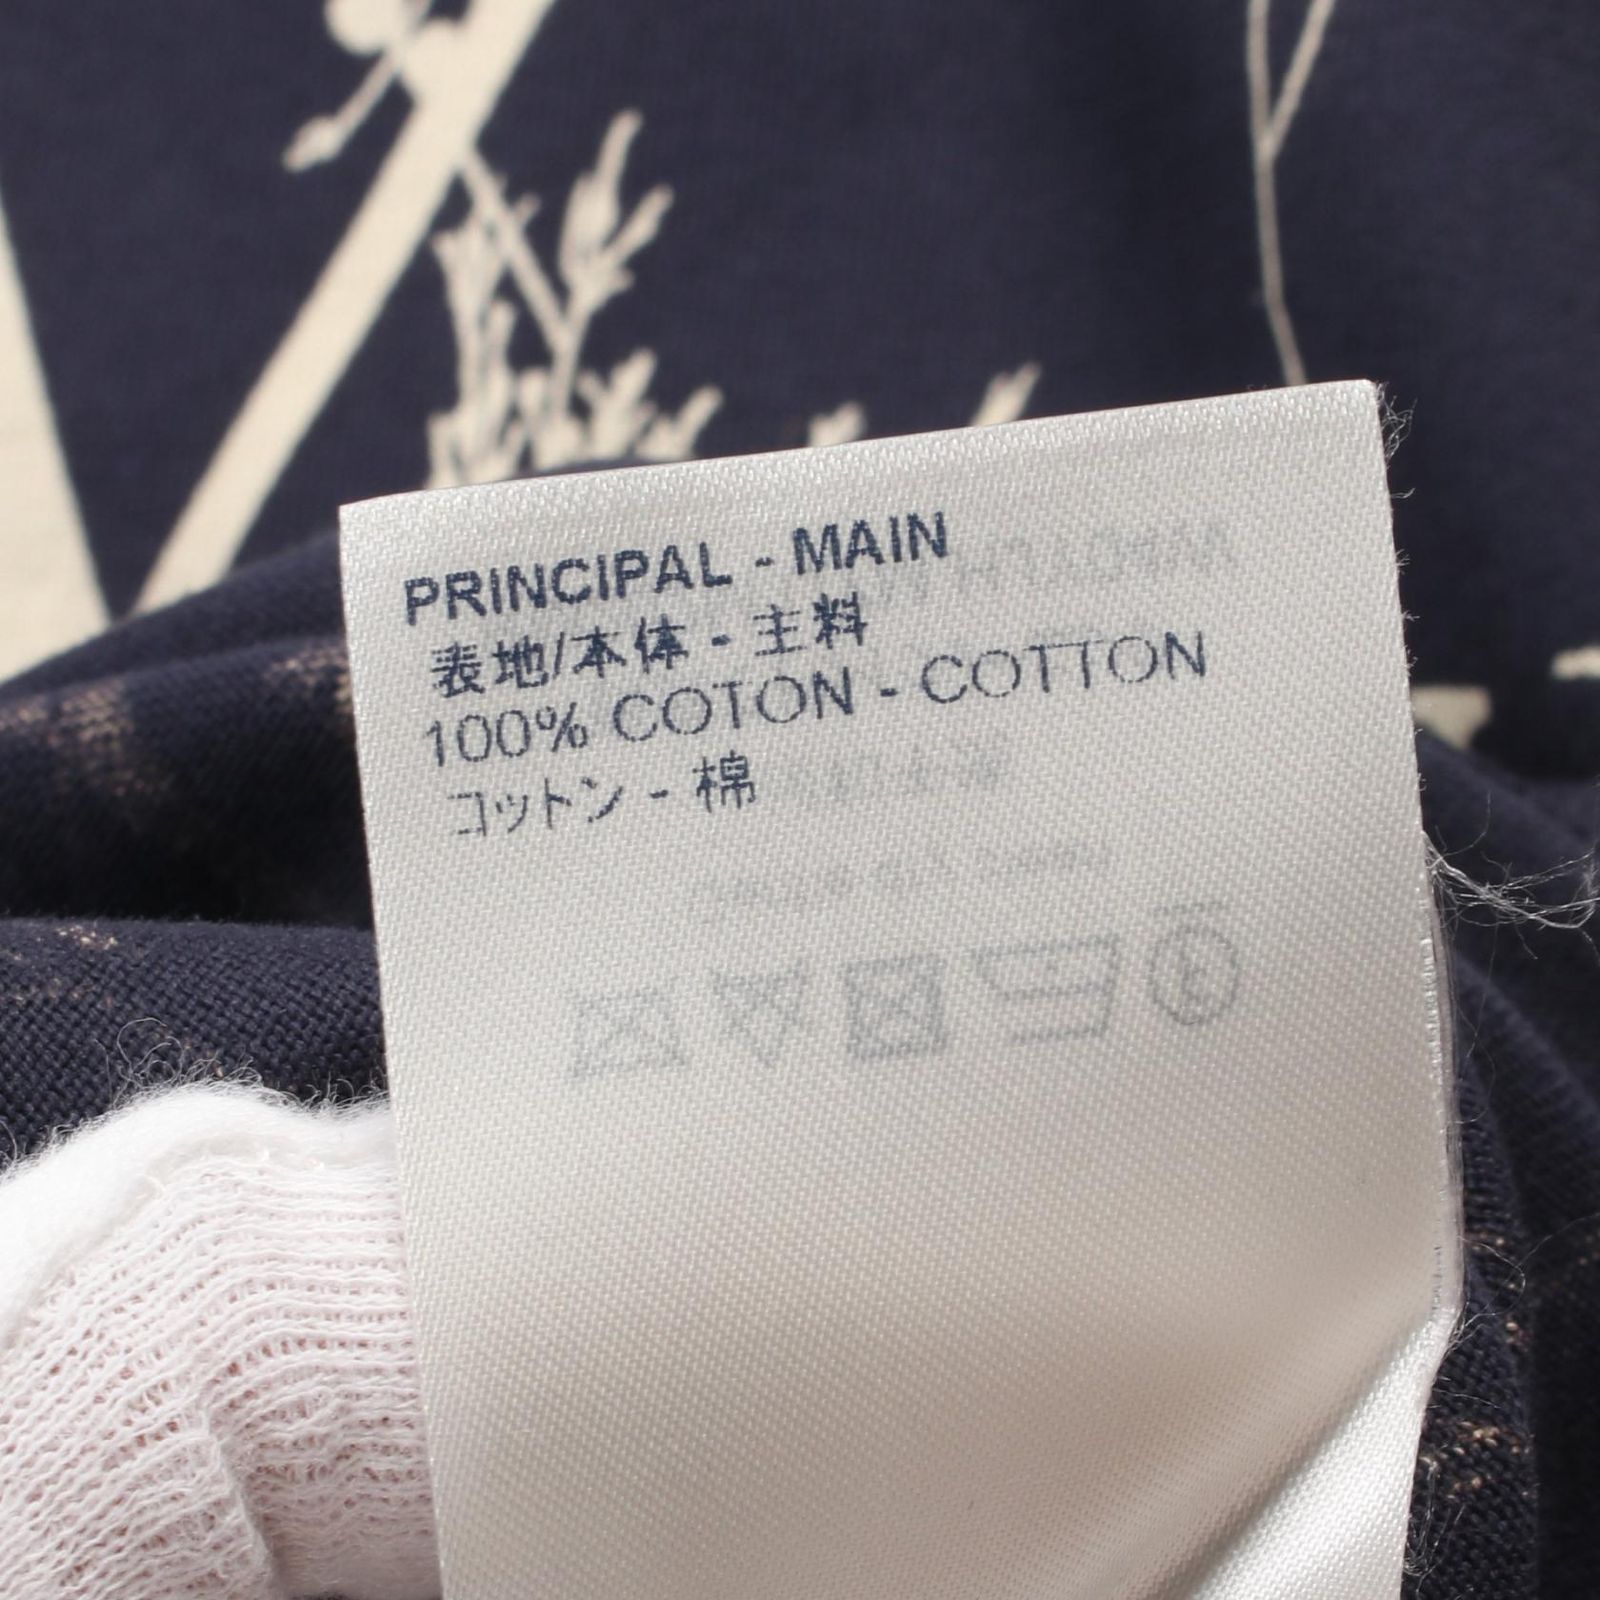 PRINCIPAL - MAIN
表地/本体 - 主料
100% COTON - COTTON
コットン - 棉